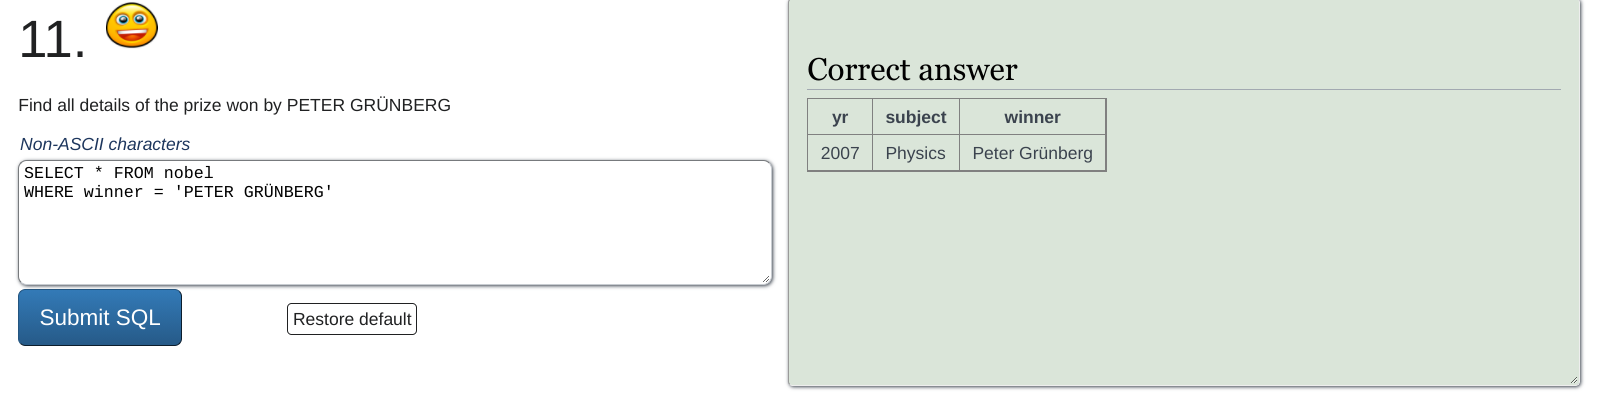 11.
Find all details of the prize won by PETER GRÜNBERG
Non-ASCII characters
SELECT * FROM nobel
WHERE winner = 'PETER GRÜNBERG'
Submit SQL
Restore default
Correct answer
yr subject winner
2007 Physics Peter Grünberg